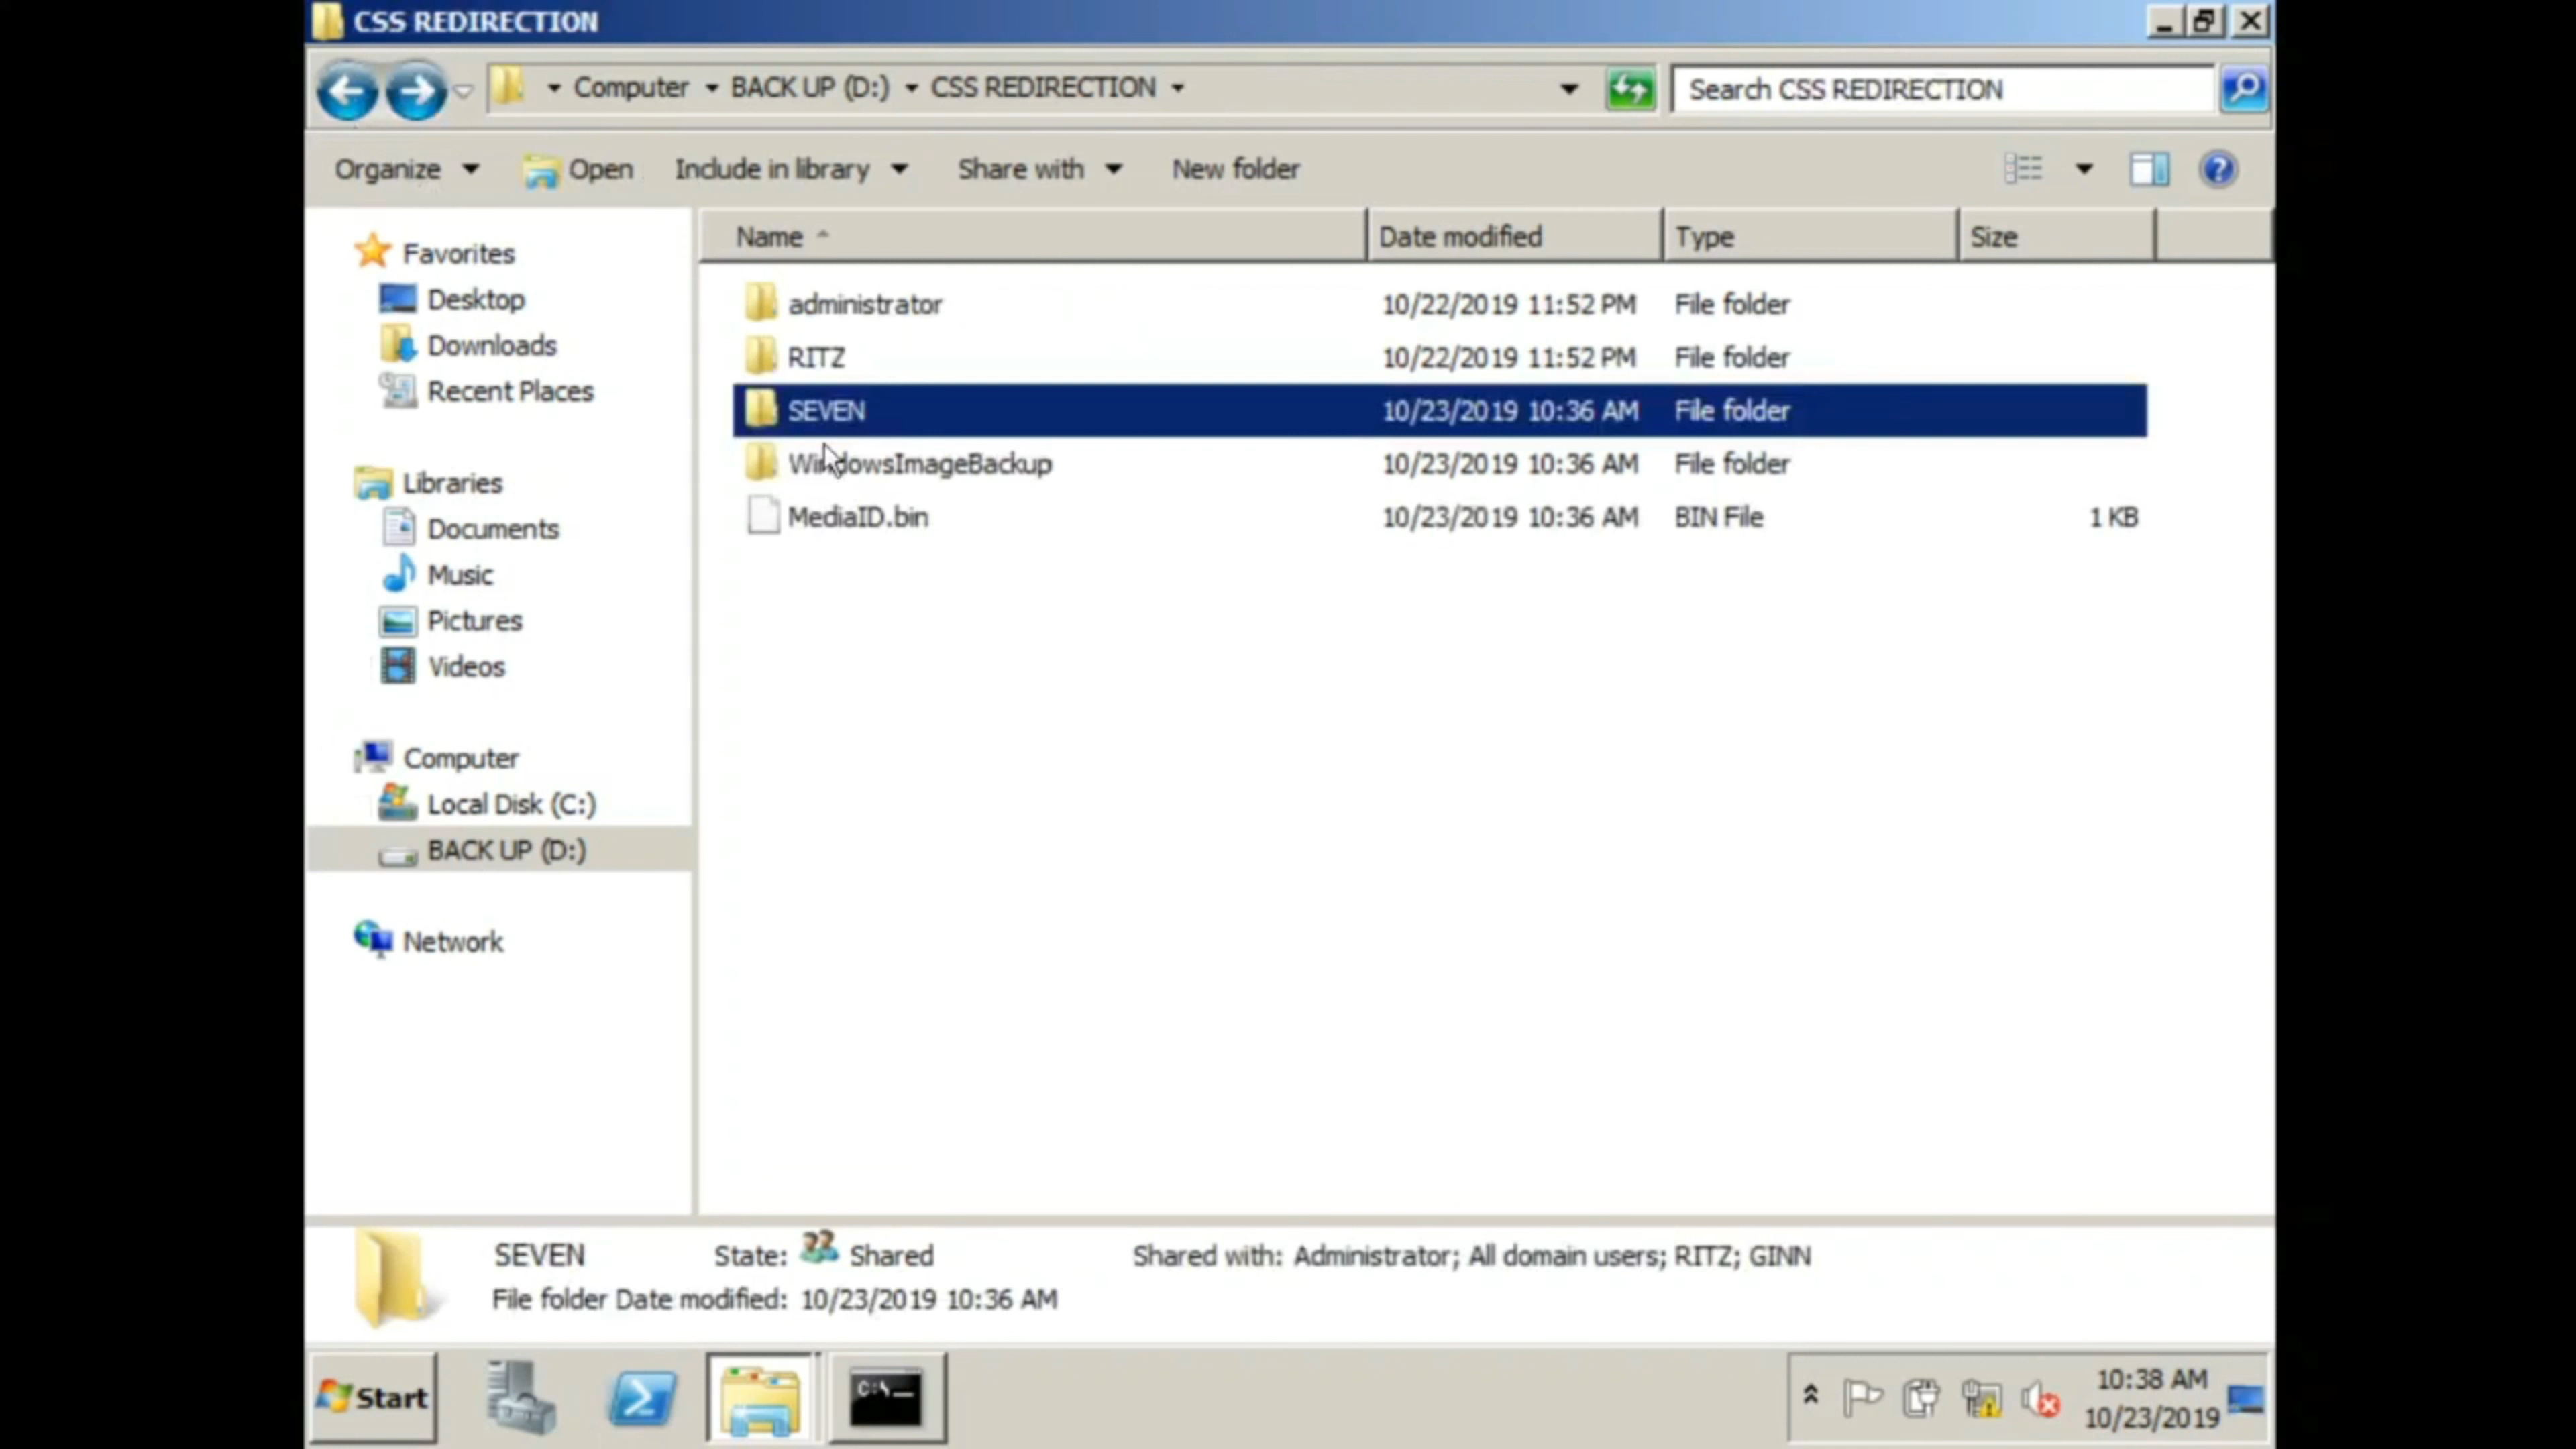 CSS REDIRECTION
Computer BACK UP (D:) CSS REDIRECTION
Search CSS REDIRECTION
Organize Open Include in library Share with New folder
Name Date modified Type Size
Favorites
Desktop
Downloads
Recent Places
Libraries
Documents
Music
Pictures
Videos
Computer
Local Disk (C:)
BACK UP (D:)
Network
administrator 10/22/2019 11:52 PM File folder
RITZ 10/22/2019 11:52 PM File folder
SEVEN 10/23/2019 10:36 AM File folder
WindowsImageBackup 10/23/2019 10:36 AM File folder
MediaID.bin 10/23/2019 10:36 AM BIN File 1 KB
SEVEN State: Shared Shared with: Administrator; All domain users; RITZ; GINN
File folder Date modified: 10/23/2019 10:36 AM
Start
C:\
10:38 AM
10/23/2019